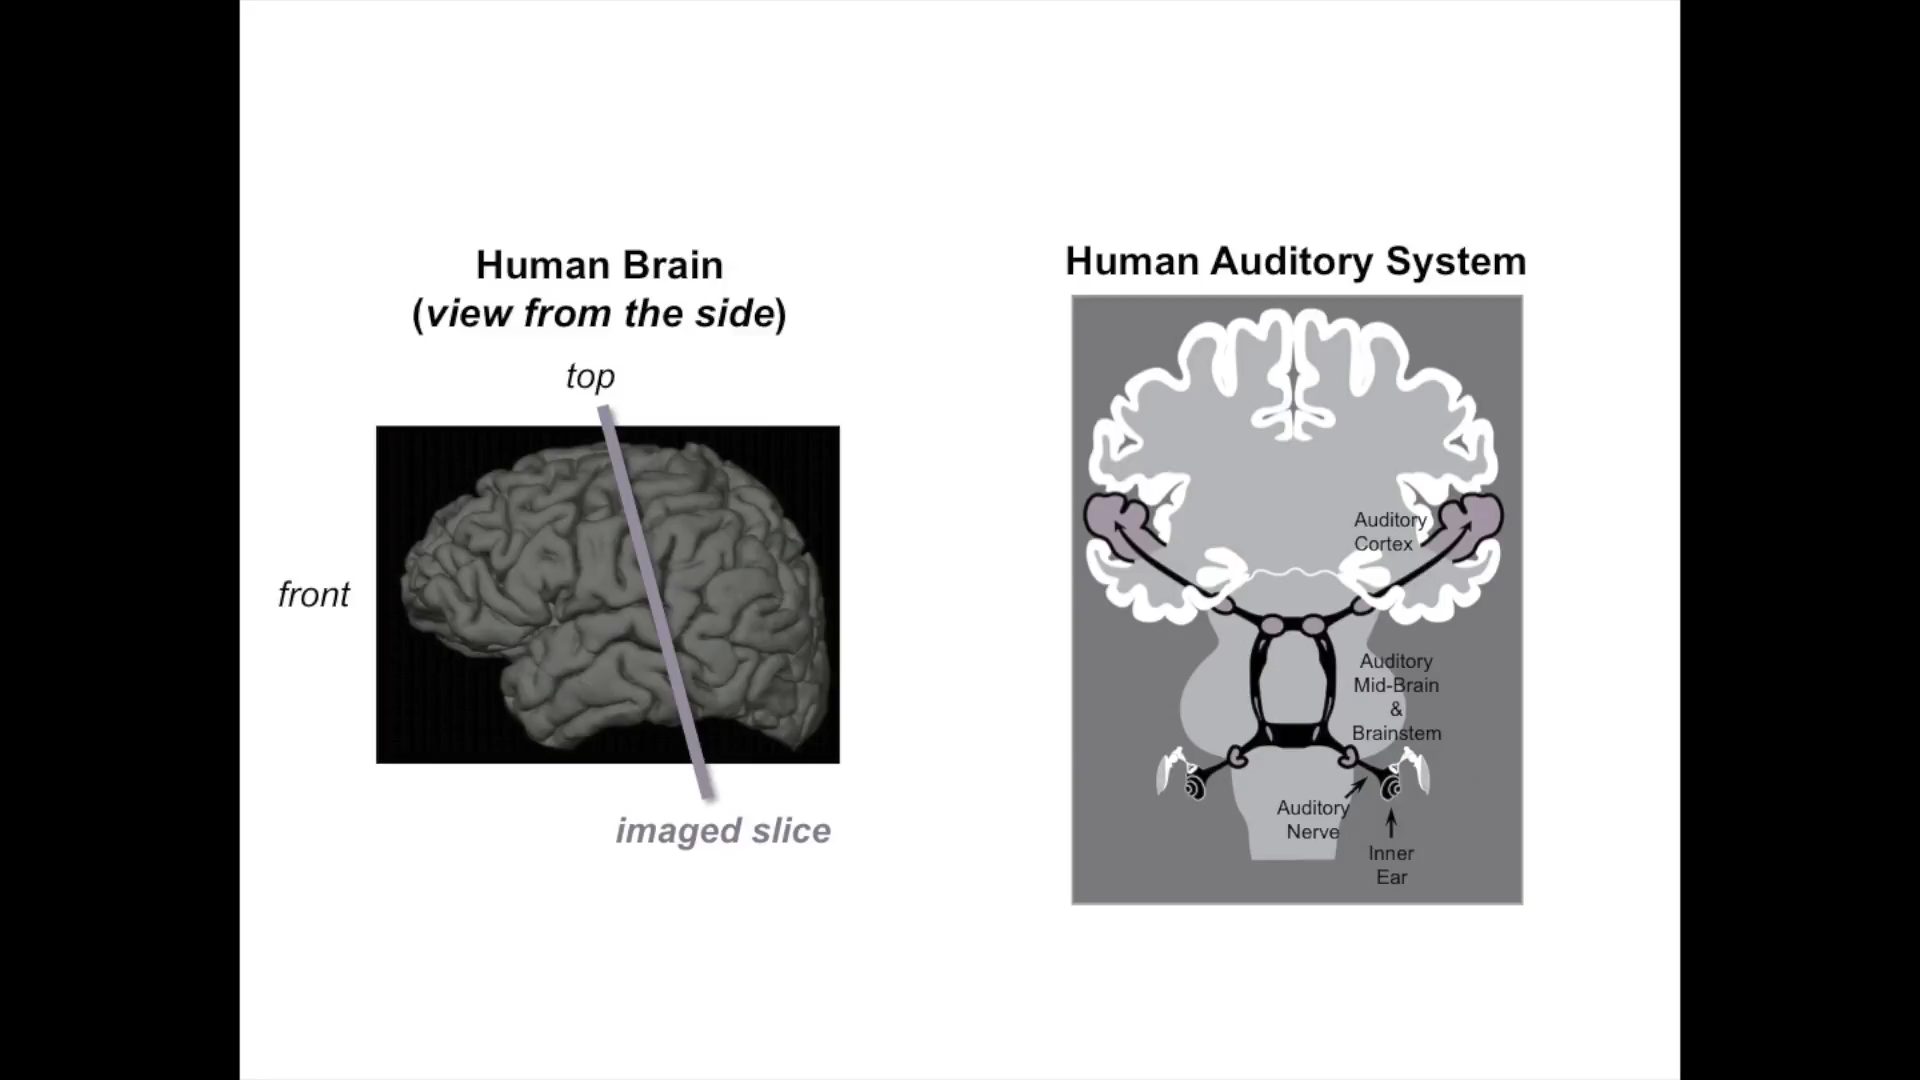 Human Brain
(view from the side)
top
front
imaged slice
Human Auditory System
Auditory
Cortex
Auditory
Mid-Brain
&
Brainstem
Auditory
Nerve
Inner
Ear